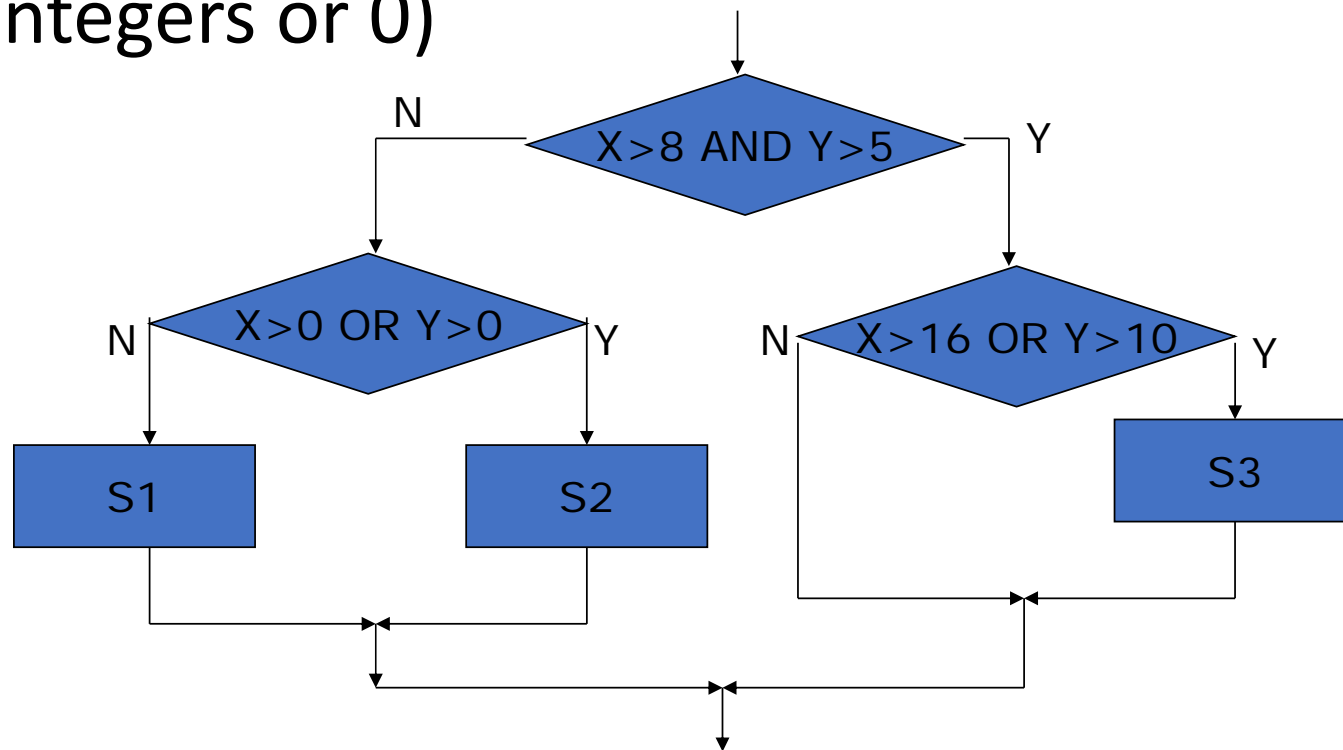 ntegers or 0)
X>8 AND Y>5
N
Y
X>0 OR Y>0
N
Y
X>16 OR Y>10
N
Y
S1
S2
S3